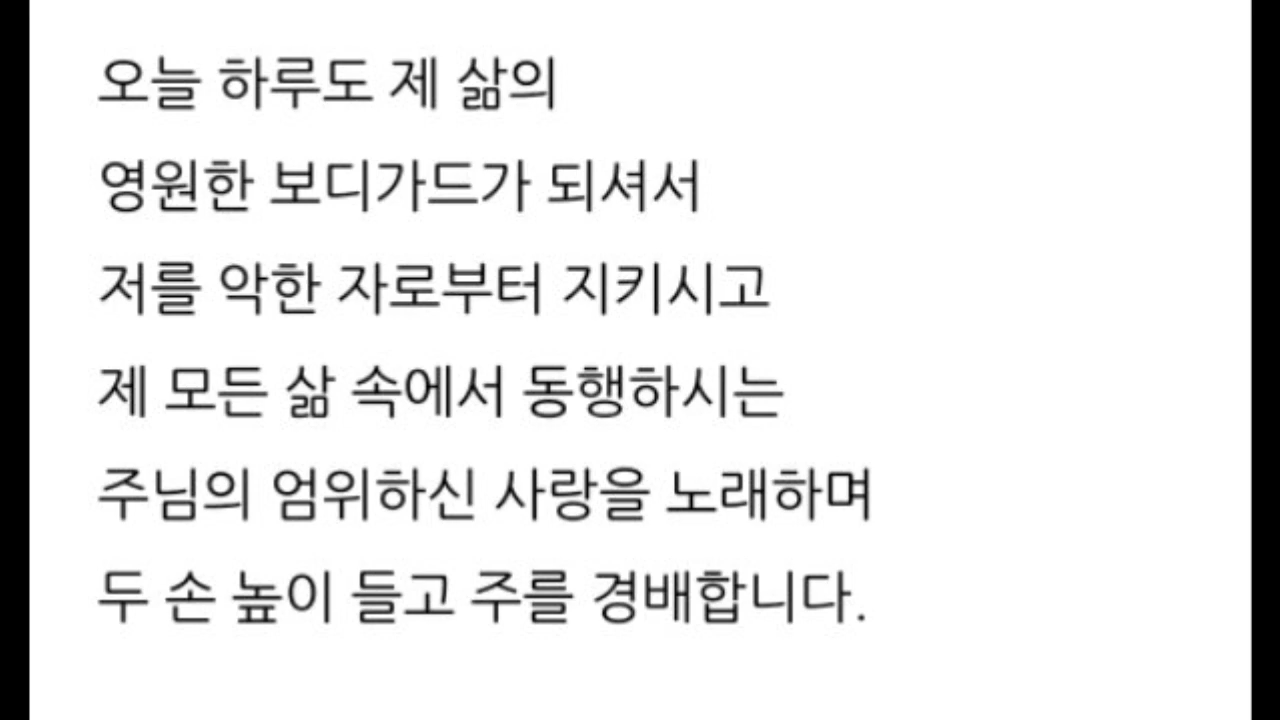 오늘 하루도 제 삶의
영원한 보디가드가 되셔서
저를 악한 자로부터 지키시고
제 모든 삶 속에서 동행하시는
주님의 엄위하신 사랑을 노래하며
두 손 높이 들고 주를 경배합니다.